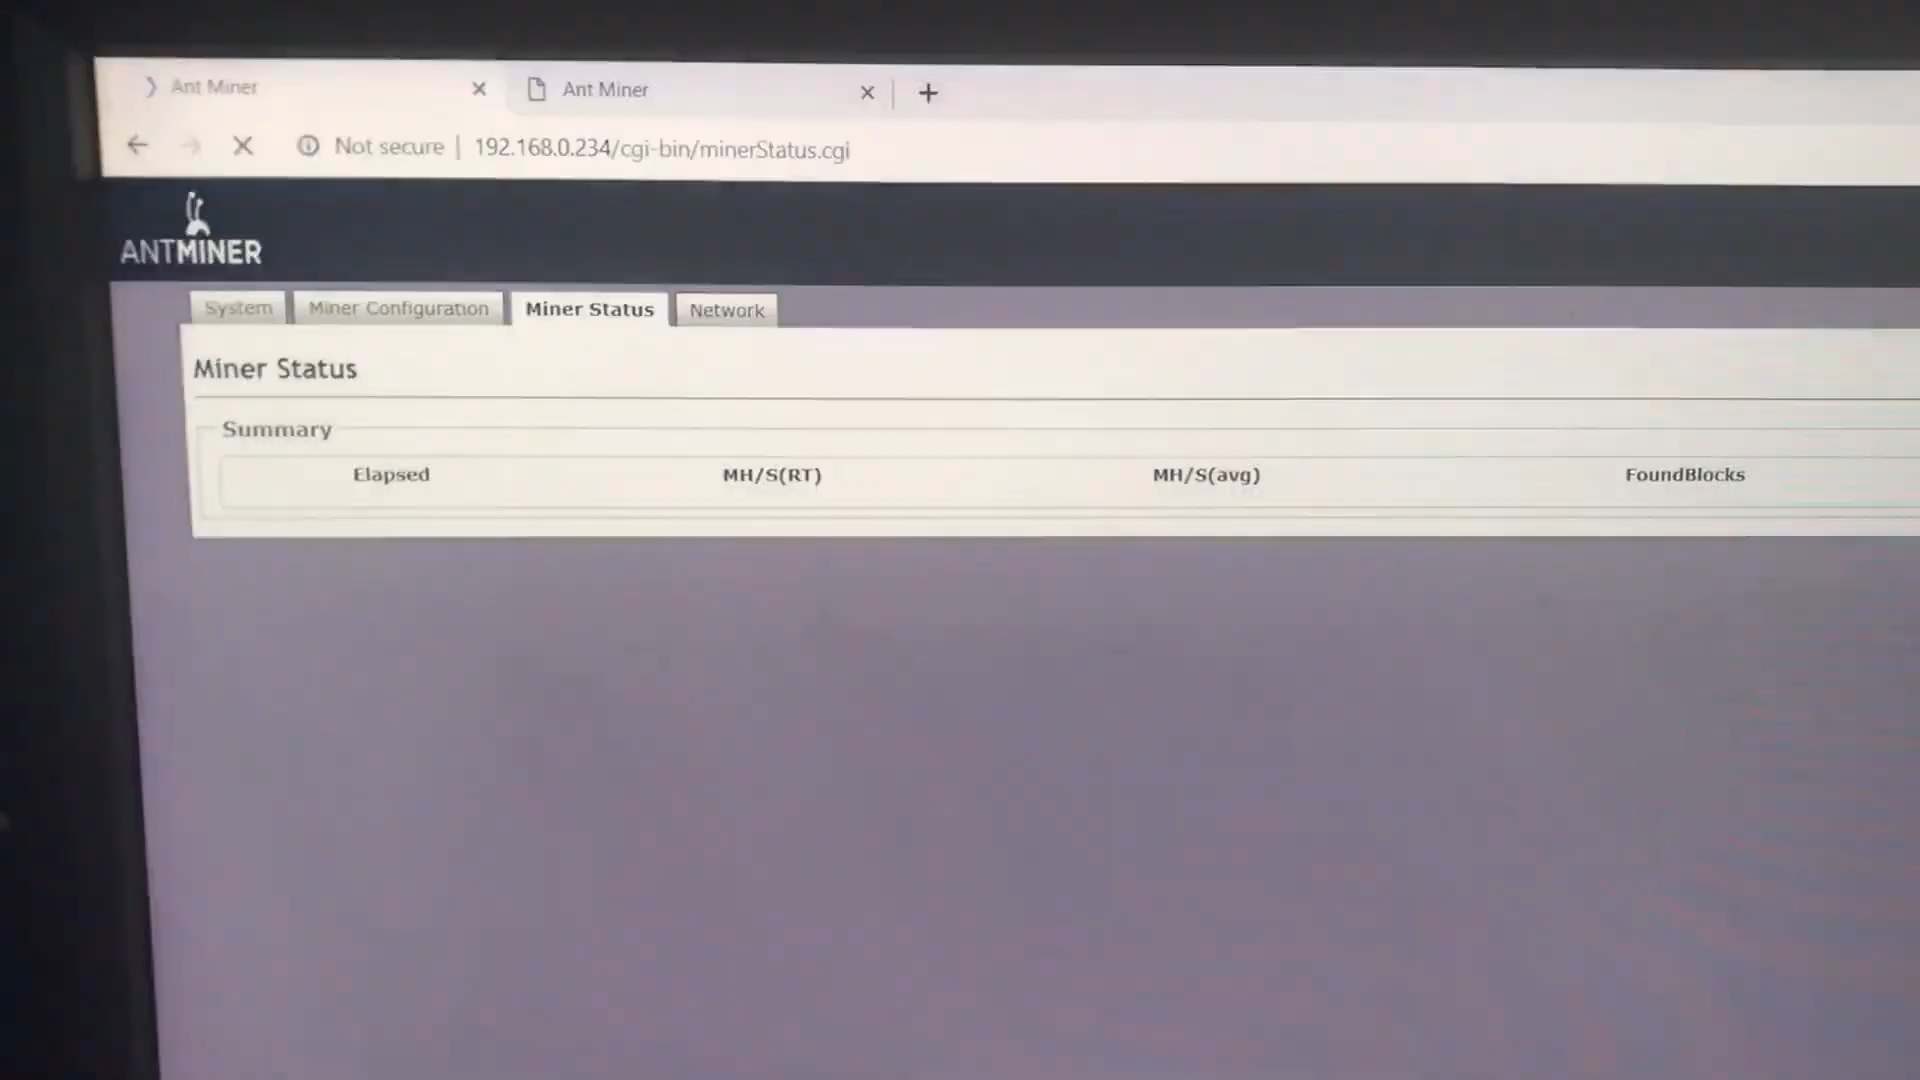 Ant Miner
Ant Miner
Not secure | 192.168.0.234/cgi-bin/minerStatus.cgi
ANTMINER
System Miner Configuration Miner Status Network
Miner Status
Summary
Elapsed MH/S(RT) MH/S(avg) FoundBlocks